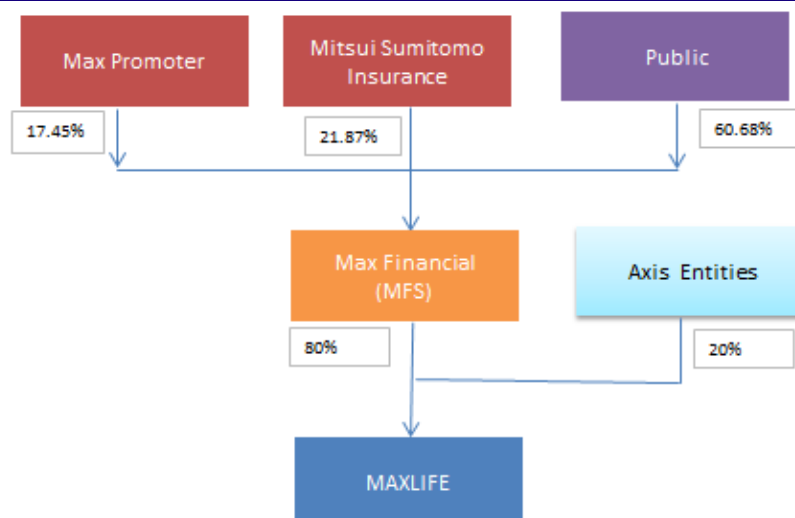 Max Promoter
Mitsui Sumitomo
Insurance
Public
17.45%
21.87%
60.68%
Max Financial
(MFS)
Axis Entities
80%
20%
MAXLIFE